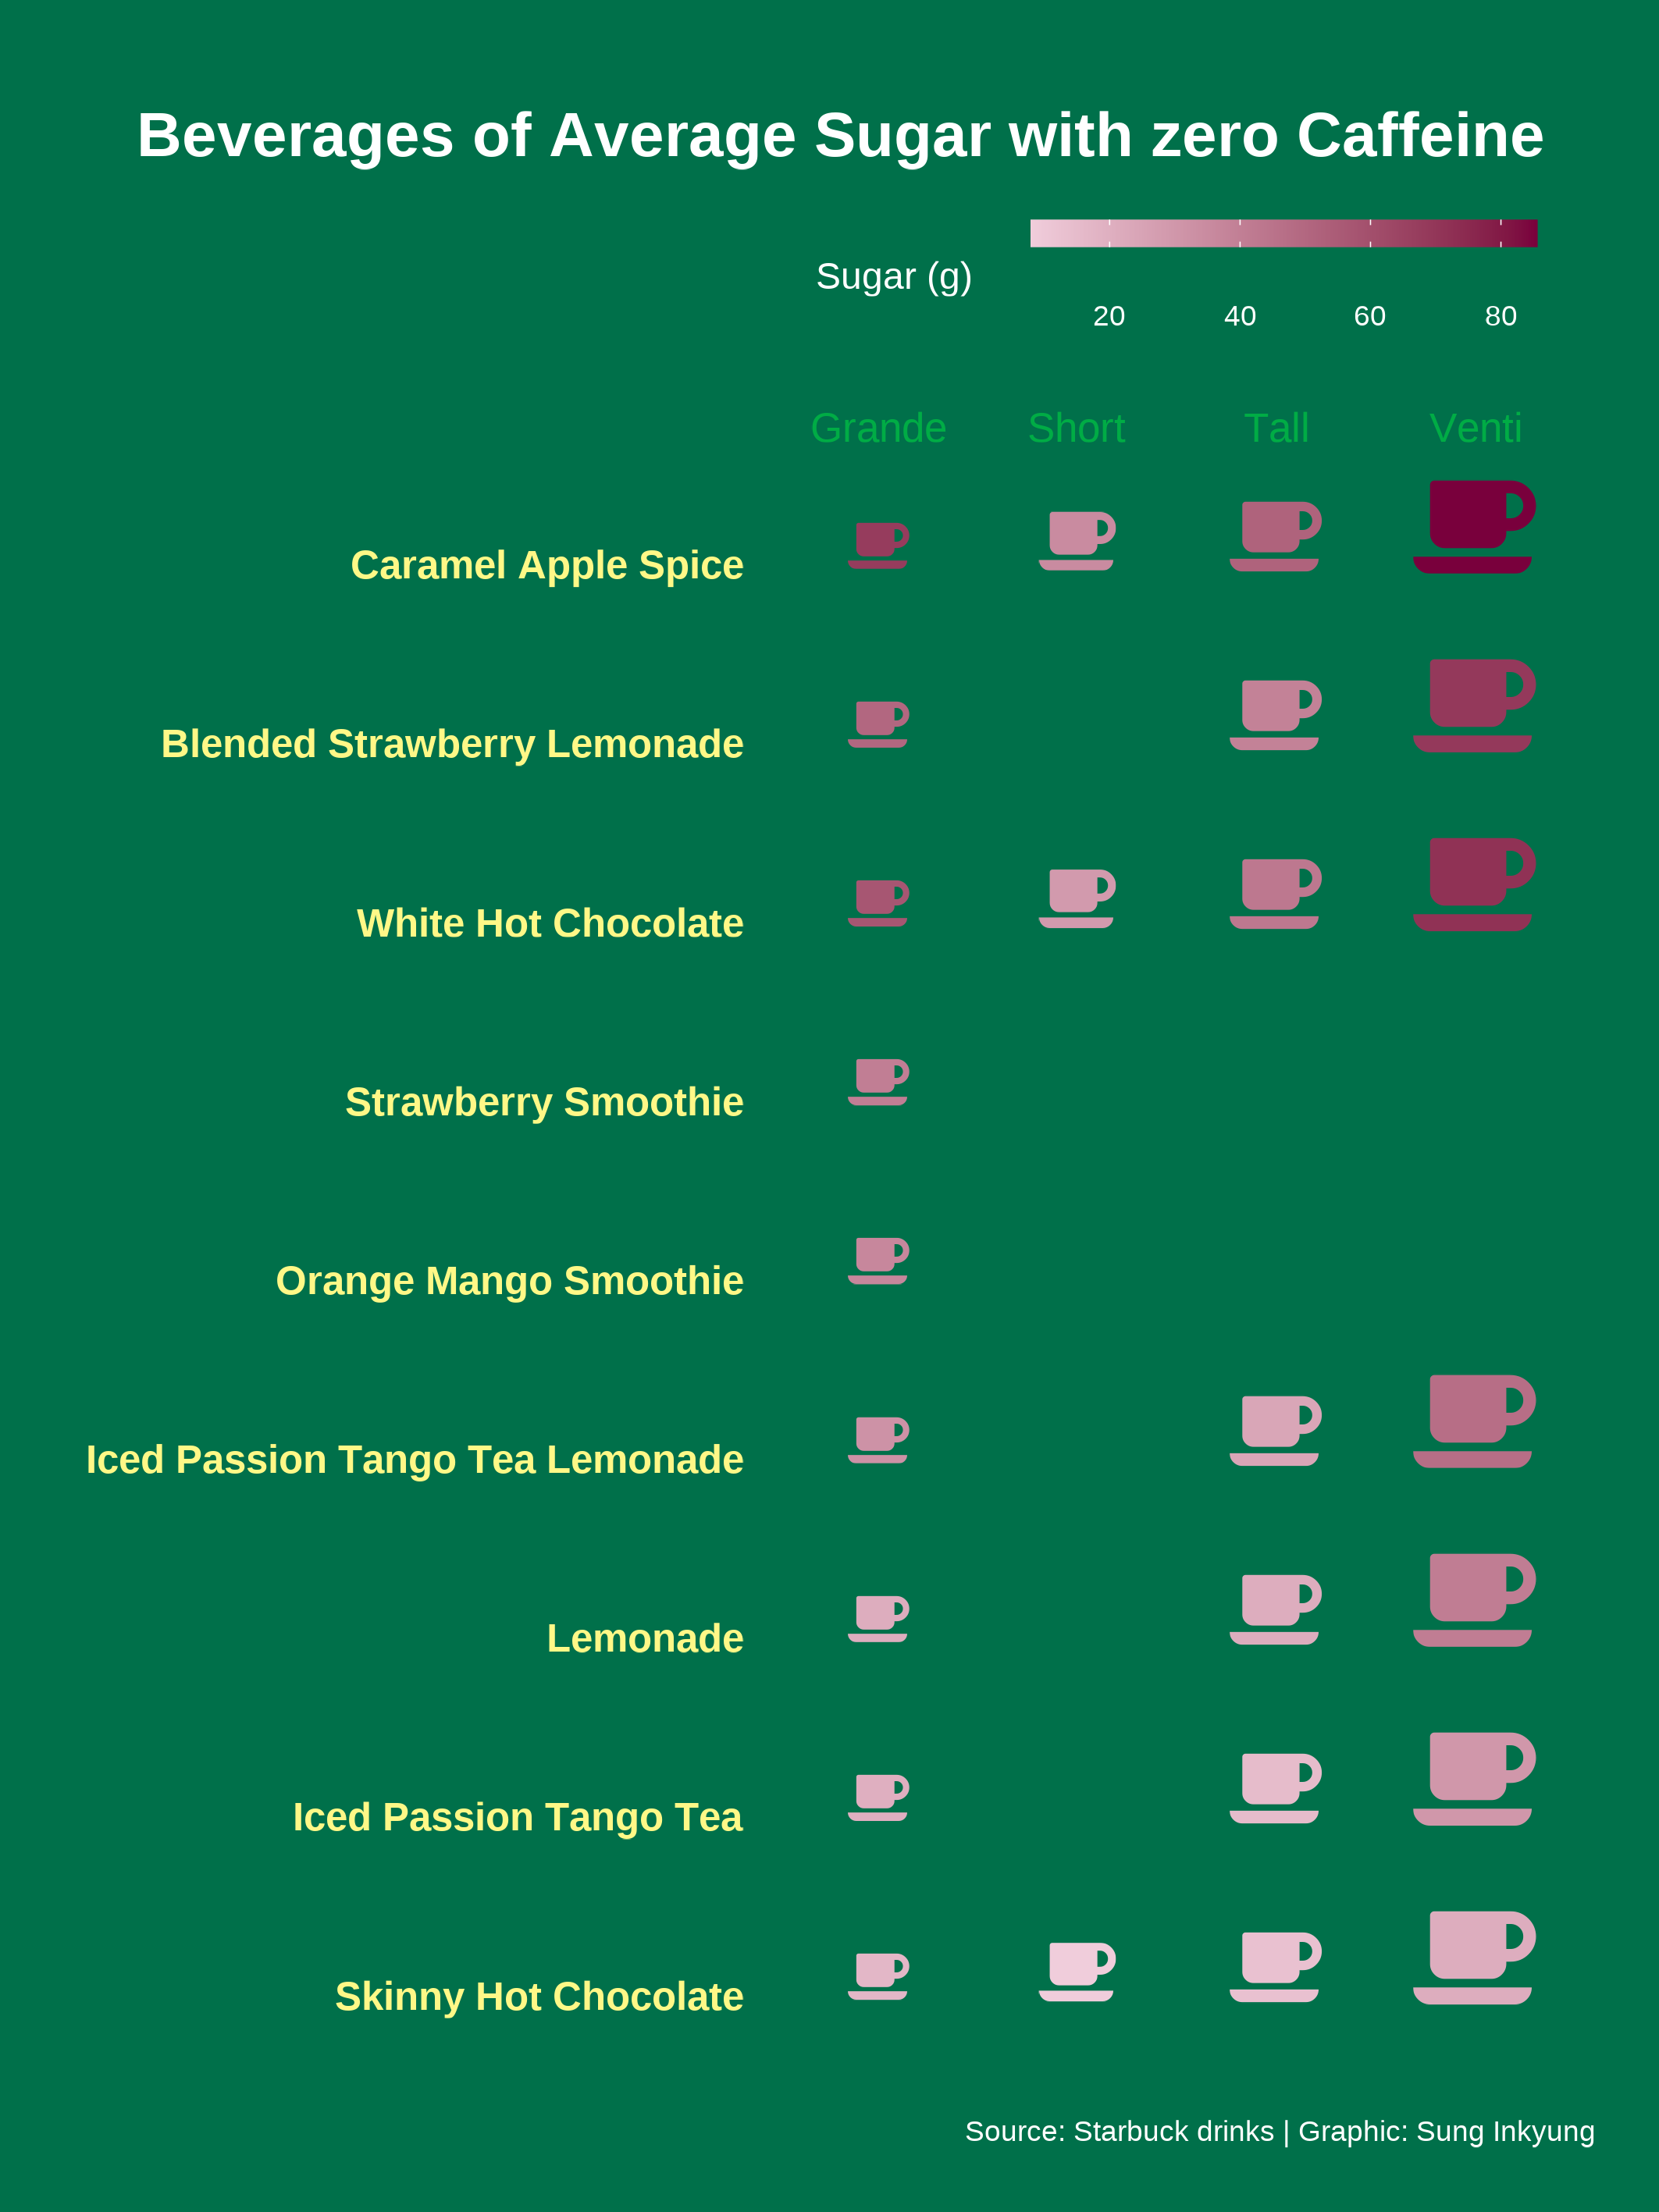 Beverages of Average Sugar with zero Caffeine
Sugar (g)
20 40 60 80
Grande Short Tall Venti
Caramel Apple Spice
Blended Strawberry Lemonade
White Hot Chocolate
Strawberry Smoothie
Orange Mango Smoothie
Iced Passion Tango Tea Lemonade
Lemonade
Iced Passion Tango Tea
Skinny Hot Chocolate
Source: Starbuck drinks | Graphic: Sung Inkyung